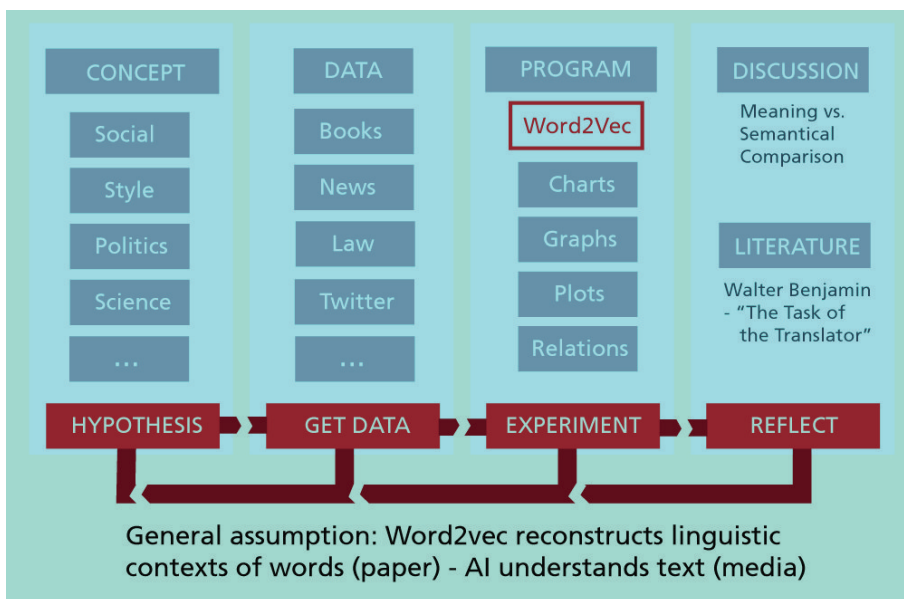 CONCEPT
Social
Style
Politics
Science
...
HYPOTHESIS
DATA
Books
News
Law
Twitter
...
GET DATA
PROGRAM
Word2Vec
Charts
Graphs
Plots
Relations
EXPERIMENT
DISCUSSION
Meaning vs.
Semantical
Comparison
LITERATURE
Walter Benjamin
- “The Task of
the Translator”
REFLECT
General assumption: Word2vec reconstructs linguistic
contexts of words (paper) - AI understands text (media)